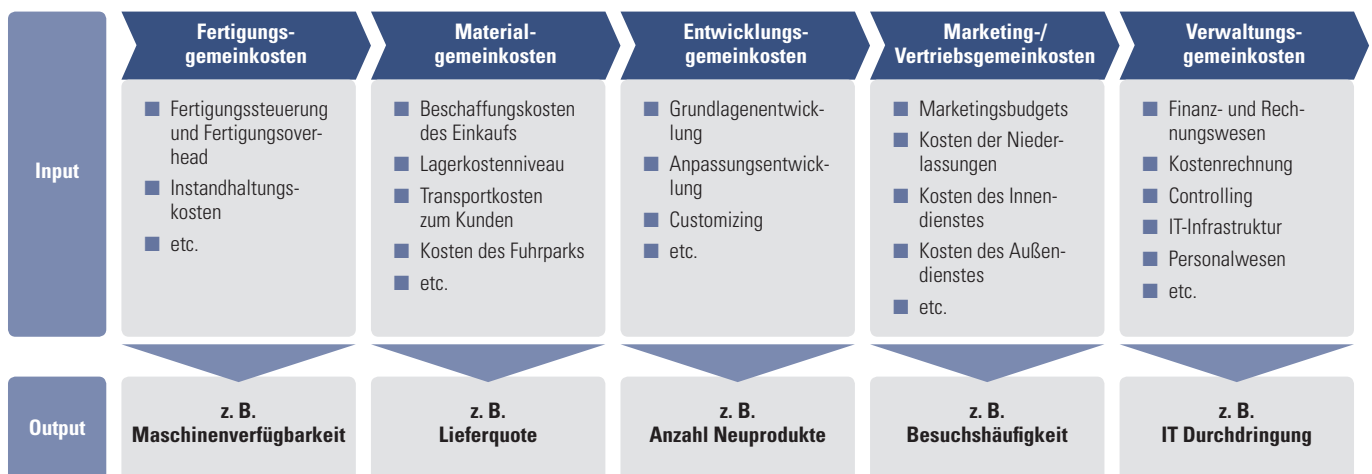 Fertigungs-
gemeinkosten
Material-
gemeinkosten
Entwicklungs-
gemeinkosten
Marketing-/
Vertriebsgemeinkosten
Verwaltungs-
gemeinkosten
Input
Fertigungssteuerung
und Fertigungsover-
head
Instandhaltungs-
kosten
etc.
Beschaffungskosten
des Einkaufs
Lagerkostenniveau
Transportkosten
zum Kunden
Kosten des Fuhrparks
etc.
Grundlagenentwick-
lung
Anpassungsentwick-
lung
Customizing
etc.
Marketingsbudgets
Kosten der Nieder-
lassungen
Kosten des Innen-
dienstes
Kosten des Außen-
dienstes
etc.
Finanz- und Rech-
nungswesen
Kostenrechnung
Controlling
IT-Infrastruktur
Personalwesen
etc.
Output
z. B.
Maschinenverfügbarkeit
z. B.
Lieferquote
z. B.
Anzahl Neuprodukte
z. B.
Besuchshäufigkeit
z. B.
IT Durchdringung